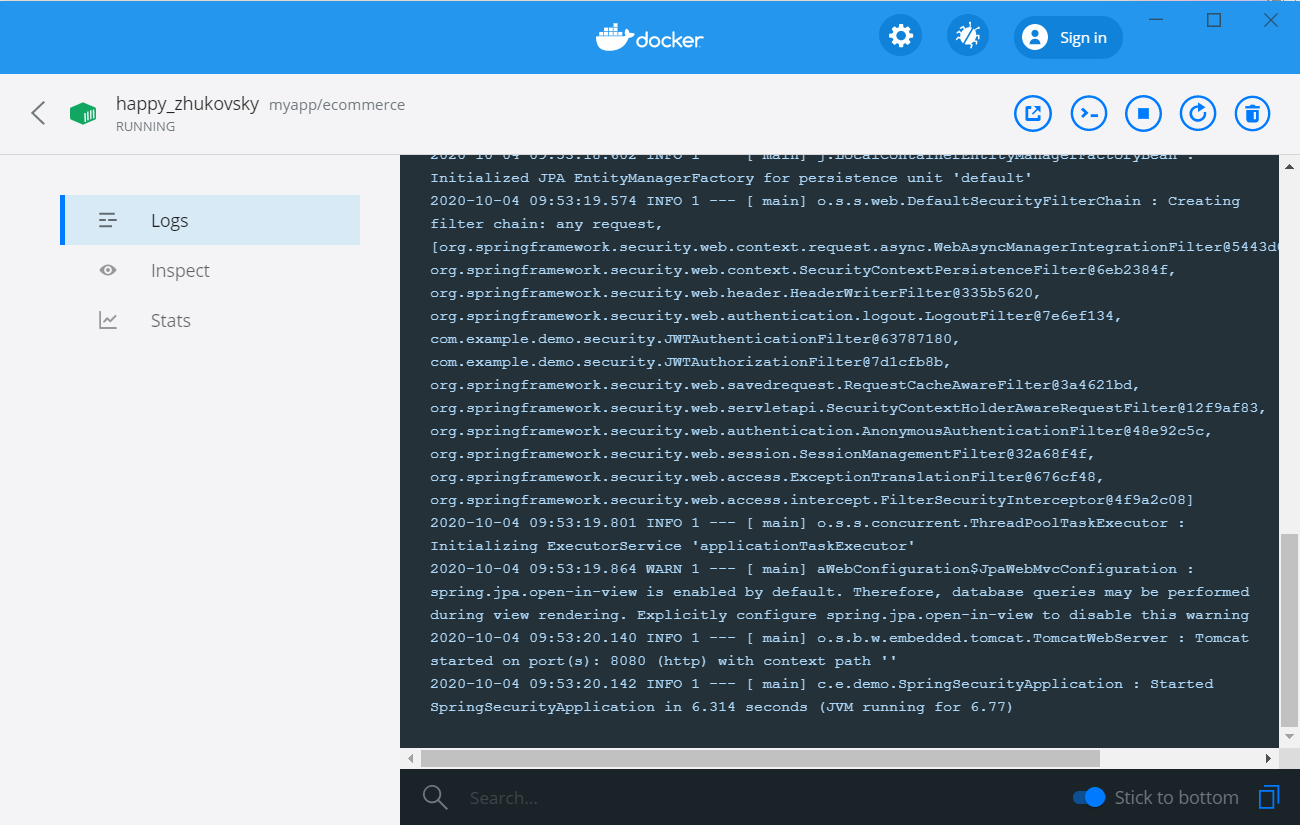 docker
Sign in
happy_zhukovsky myapp/ecommerce
RUNNING
Logs
Inspect
Stats
2020-10-04 09:53:18.602 INFO 1 --- [ main] j.LocalContainerEntityManagerFactoryBean :
Initialized JPA EntityManagerFactory for persistence unit 'default'
2020-10-04 09:53:19.574 INFO 1 --- [ main] o.s.s.web.DefaultSecurityFilterChain : Creating
filter chain: any request,
[org.springframework.security.web.context.request.async.WebAsyncManagerIntegrationFilter@5443d
org.springframework.security.web.context.SecurityContextPersistenceFilter@6eb2384f,
org.springframework.security.web.header.HeaderWriterFilter@335b5620,
org.springframework.security.web.authentication.logout.LogoutFilter@7e6ef134,
com.example.demo.security.JWTAuthenticationFilter@63787180,
com.example.demo.security.JWTAuthorizationFilter@7d1cfb8b,
org.springframework.security.web.savedrequest.RequestCacheAwareFilter@3a4621bd,
org.springframework.security.web.servletapi.SecurityContextHolderAwareRequestFilter@12f9af83,
org.springframework.security.web.authentication.AnonymousAuthenticationFilter@48e92c5c,
org.springframework.security.web.session.SessionManagementFilter@32a68f4f,
org.springframework.security.web.access.ExceptionTranslationFilter@676cf48,
org.springframework.security.web.access.intercept.FilterSecurityInterceptor@4f9a2c08]
2020-10-04 09:53:19.801 INFO 1 --- [ main] o.s.s.concurrent.ThreadPoolTaskExecutor :
Initializing ExecutorService 'applicationTaskExecutor'
2020-10-04 09:53:19.864 WARN 1 --- [ main] aWebConfiguration$JpaWebMvcConfiguration :
spring.jpa.open-in-view is enabled by default. Therefore, database queries may be performed
during view rendering. Explicitly configure spring.jpa.open-in-view to disable this warning
2020-10-04 09:53:20.140 INFO 1 --- [ main] o.s.b.w.embedded.tomcat.TomcatWebServer : Tomcat
started on port(s): 8080 (http) with context path ''
2020-10-04 09:53:20.142 INFO 1 --- [ main] c.e.demo.SpringSecurityApplication : Started
SpringSecurityApplication in 6.314 seconds (JVM running for 6.77)
Search...
Stick to bottom